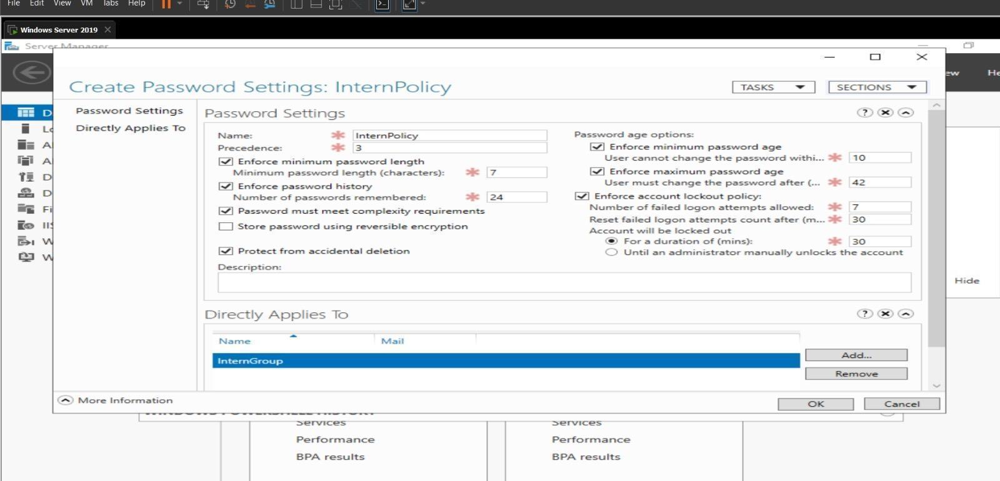 File Edit View VM Tabs Help
Windows Server 2019
Server Manager
Create Password Settings: InternPolicy
TASKS
SECTIONS
Password Settings
Directly Applies To
Password Settings
Name: InternPolicy
Precedence: 3
Enforce minimum password length
Minimum password length (characters): 7
Enforce password history
Number of passwords remembered: 24
Password must meet complexity requirements
Store password using reversible encryption
Protect from accidental deletion
Description:
Password age options:
Enforce minimum password age
User cannot change the password withi... 10
Enforce maximum password age
User must change the password after (... 42
Enforce account lockout policy:
Number of failed logon attempts allowed: 7
Reset failed logon attempts count after (m... 30
Account will be locked out
For a duration of (mins): 30
Until an administrator manually unlocks the account
Directly Applies To
Name Mail
InternGroup
Add...
Remove
More Information
OK Cancel
Hide
Services Services
Performance Performance
BPA results BPA results